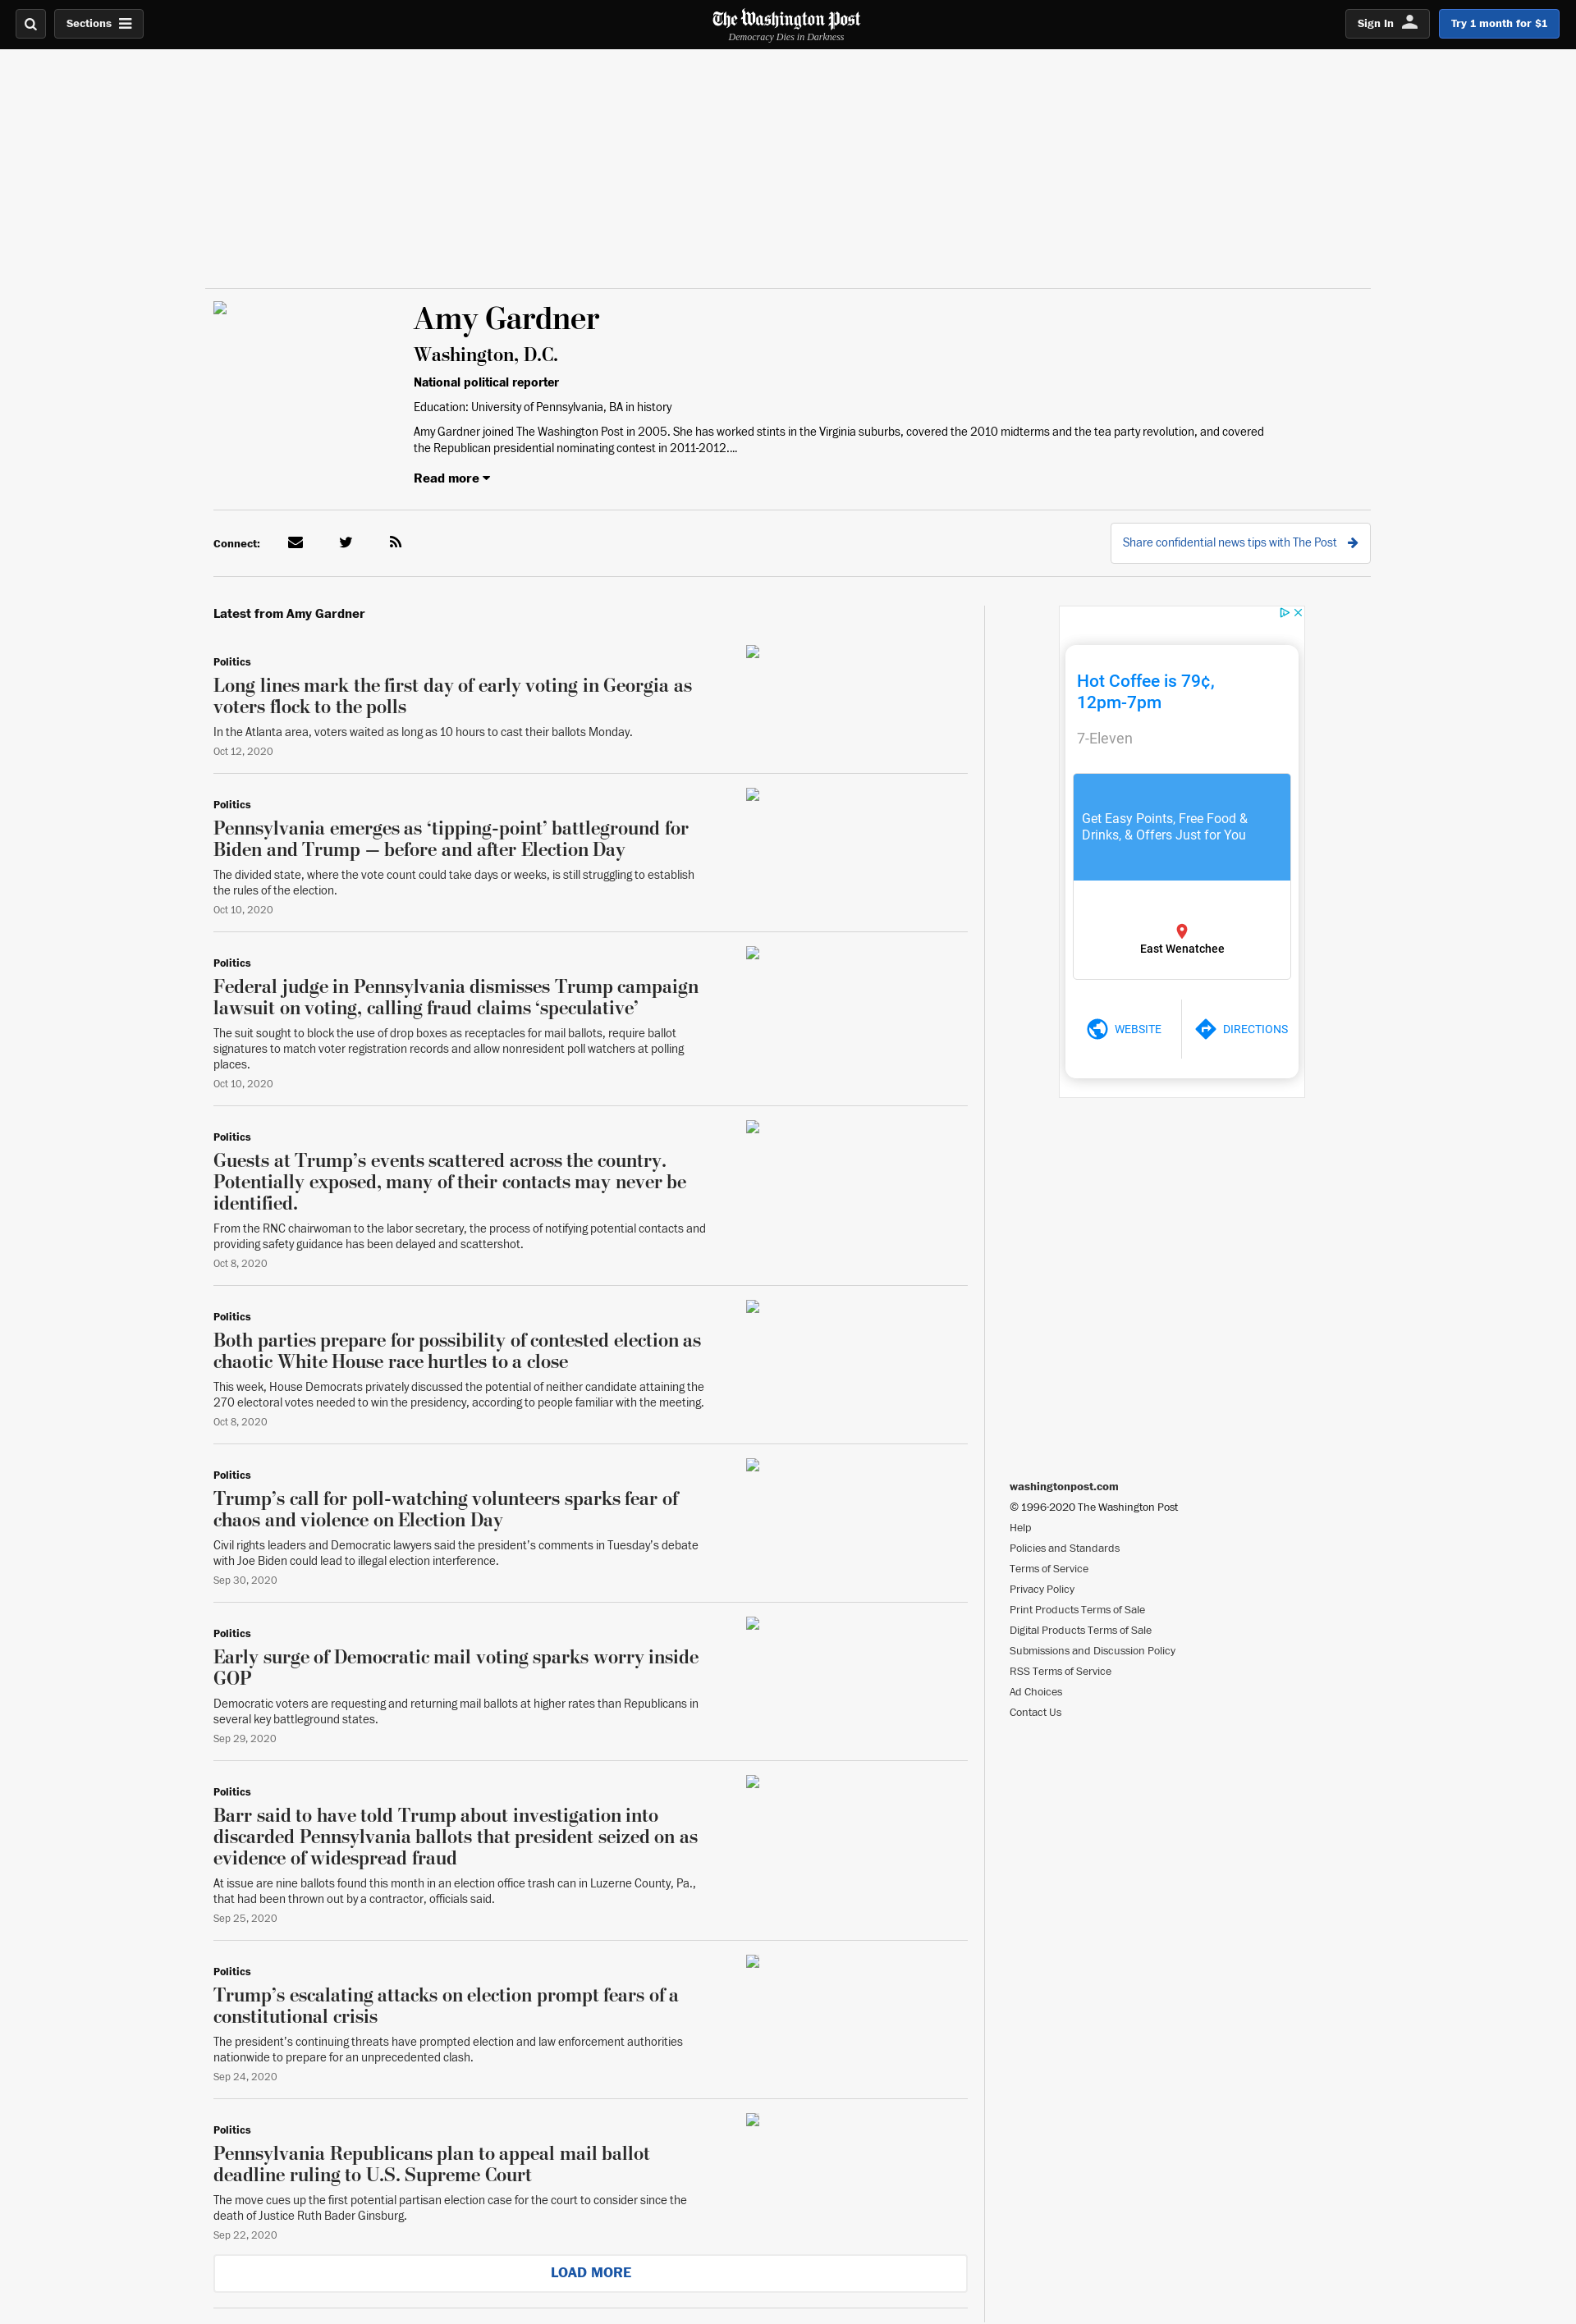 Sections
The Washington Post
Democracy Dies in Darkness
Sign In
Try 1 month for $1
Amy Gardner
Washington, D.C.
National political reporter
Education: University of Pennsylvania, BA in history
Amy Gardner joined The Washington Post in 2005. She has worked stints in the Virginia suburbs, covered the 2010 midterms and the tea party revolution, and covered
the Republican presidential nominating contest in 2011-2012....
Read more
Connect:
Share confidential news tips with The Post
Latest from Amy Gardner
Politics
Long lines mark the first day of early voting in Georgia as
voters flock to the polls
In the Atlanta area, voters waited as long as 10 hours to cast their ballots Monday.
Oct 12, 2020
Politics
Pennsylvania emerges as ‘tipping-point’ battleground for
Biden and Trump — before and after Election Day
The divided state, where the vote count could take days or weeks, is still struggling to establish
the rules of the election.
Oct 10, 2020
Politics
Federal judge in Pennsylvania dismisses Trump campaign
lawsuit on voting, calling fraud claims ‘speculative’
The suit sought to block the use of drop boxes as receptacles for mail ballots, require ballot
signatures to match voter registration records and allow nonresident poll watchers at polling
places.
Oct 10, 2020
Politics
Guests at Trump’s events scattered across the country.
Potentially exposed, many of their contacts may never be
identified.
From the RNC chairwoman to the labor secretary, the process of notifying potential contacts and
providing safety guidance has been delayed and scattershot.
Oct 8, 2020
Politics
Both parties prepare for possibility of contested election as
chaotic White House race hurtles to a close
This week, House Democrats privately discussed the potential of neither candidate attaining the
270 electoral votes needed to win the presidency, according to people familiar with the meeting.
Oct 8, 2020
Politics
Trump’s call for poll-watching volunteers sparks fear of
chaos and violence on Election Day
Civil rights leaders and Democratic lawyers said the president’s comments in Tuesday’s debate
with Joe Biden could lead to illegal election interference.
Sep 30, 2020
Politics
Early surge of Democratic mail voting sparks worry inside
GOP
Democratic voters are requesting and returning mail ballots at higher rates than Republicans in
several key battleground states.
Sep 29, 2020
Politics
Barr said to have told Trump about investigation into
discarded Pennsylvania ballots that president seized on as
evidence of widespread fraud
At issue are nine ballots found this month in an election office trash can in Luzerne County, Pa.,
that had been thrown out by a contractor, officials said.
Sep 25, 2020
Politics
Trump’s escalating attacks on election prompt fears of a
constitutional crisis
The president’s continuing threats have prompted election and law enforcement authorities
nationwide to prepare for an unprecedented clash.
Sep 24, 2020
Politics
Pennsylvania Republicans plan to appeal mail ballot
deadline ruling to U.S. Supreme Court
The move cues up the first potential partisan election case for the court to consider since the
death of Justice Ruth Bader Ginsburg.
Sep 22, 2020
LOAD MORE
Hot Coffee is 79¢,
12pm-7pm
7-Eleven
Get Easy Points, Free Food &
Drinks, & Offers Just for You
East Wenatchee
WEBSITE
DIRECTIONS
washingtonpost.com
© 1996-2020 The Washington Post
Help
Policies and Standards
Terms of Service
Privacy Policy
Print Products Terms of Sale
Digital Products Terms of Sale
Submissions and Discussion Policy
RSS Terms of Service
Ad Choices
Contact Us